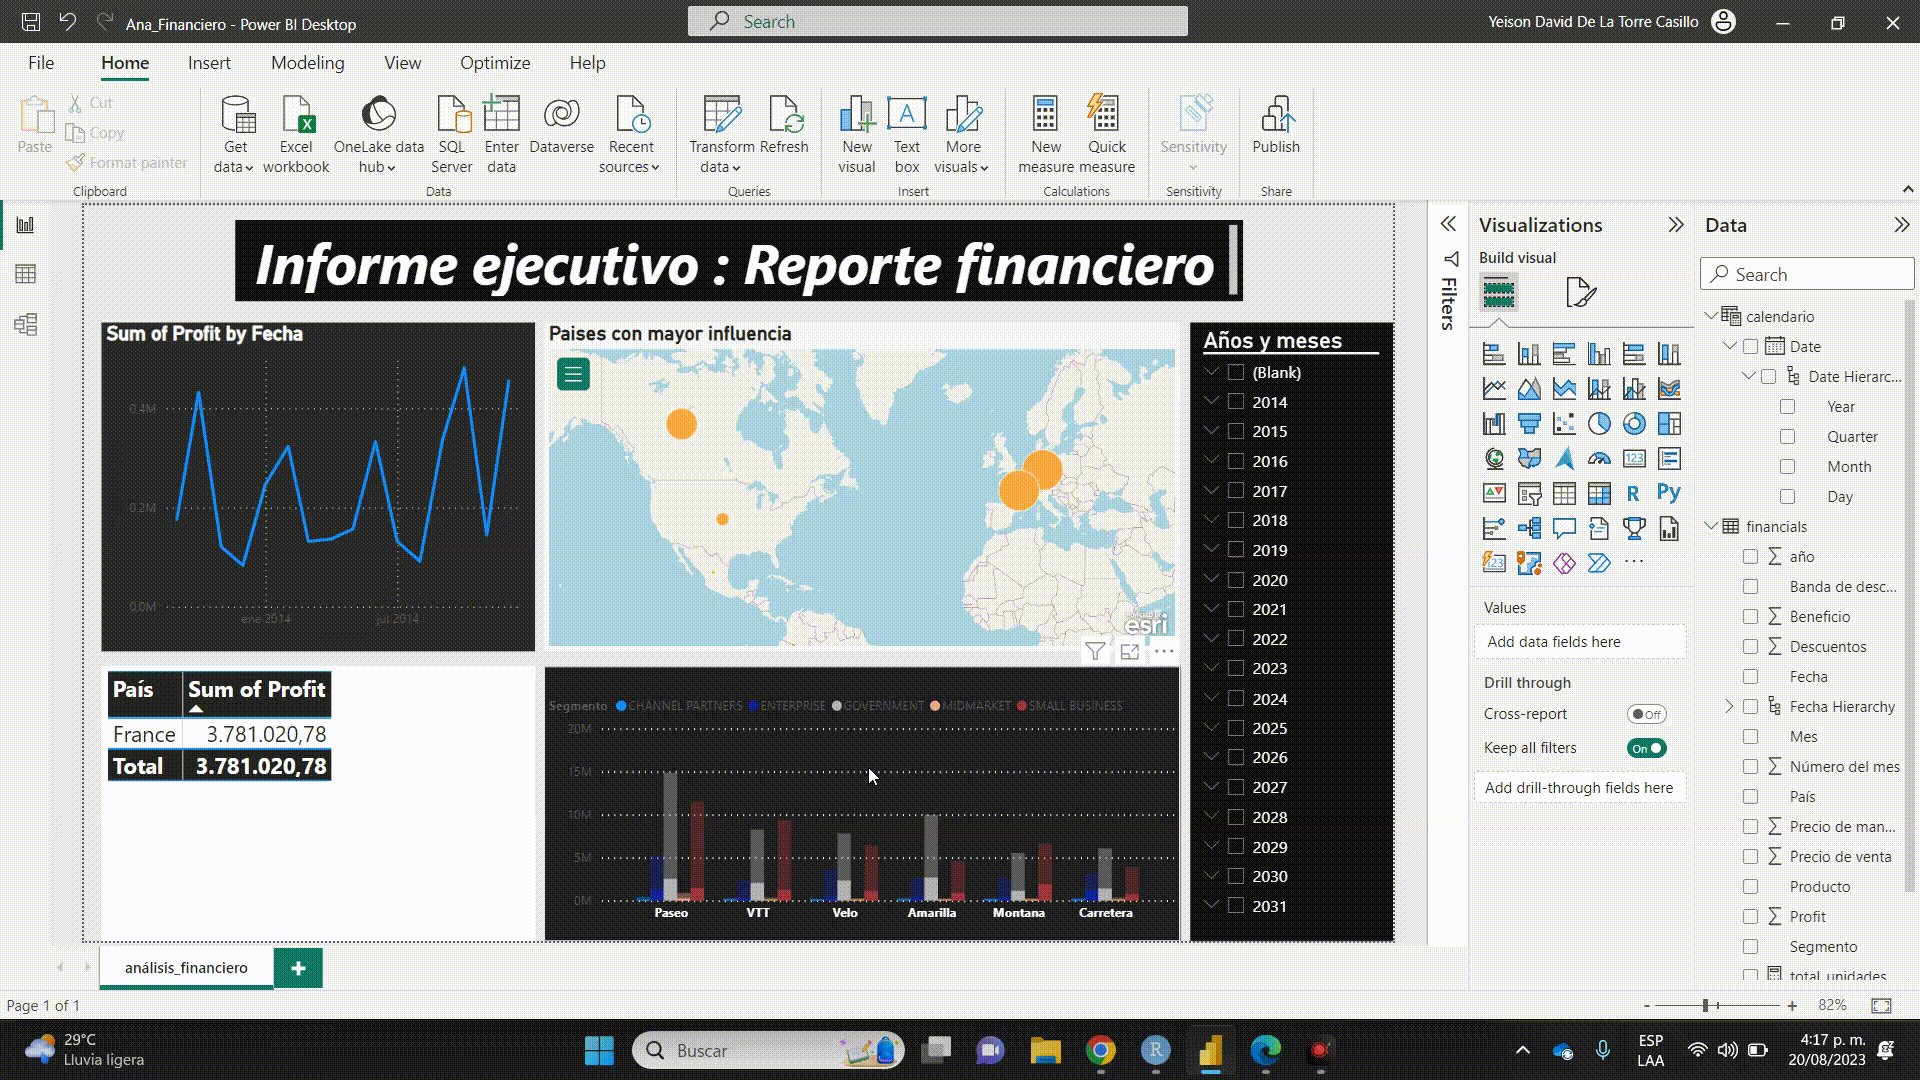 Ana_Financiero - Power BI Desktop
Search
Yeison David De La Torre Casillo
File Home Insert Modeling View Optimize Help
Paste
Cut
Copy
Format painter
Clipboard
Get data
Excel workbook
OneLake data hub
SQL Server
Enter data
Dataverse
Recent sources
Data
Transform data
Refresh
Queries
New visual
Text box
More visuals
Insert
New measure
Quick measure
Calculations
Sensitivity
Sensitivity
Publish
Share
Informe ejecutivo : Reporte financiero
Sum of Profit by Fecha
0,4M
0,2M
0,0M
ene 2014 jul 2014
Paises con mayor influencia
esri
Años y meses
(Blank)
2014
2015
2016
2017
2018
2019
2020
2021
2022
2023
2024
2025
2026
2027
2028
2029
2030
2031
País Sum of Profit
France 3.781.020,78
Total 3.781.020,78
Segmento CHANNEL PARTNERS ENTERPRISE GOVERNMENT MIDMARKET SMALL BUSINESS
20M
15M
10M
5M
0M
Paseo VTT Velo Amarilla Montana Carretera
Filters
Visualizations
Build visual
123
R Py
123
Values
Add data fields here
Drill through
Cross-report Off
Keep all filters On
Add drill-through fields here
Data
Search
calendario
Date
Date Hierarc...
Year
Quarter
Month
Day
financials
año
Banda de desc...
Beneficio
Descuentos
Fecha
Fecha Hierarchy
Mes
Número del mes
País
Precio de man...
Precio de venta
Producto
Profit
Segmento
total_unidades
análisis_financiero
Page 1 of 1
82%
29°C
Lluvia ligera
Buscar
R
ESP
LAA
4:17 p. m.
20/08/2023